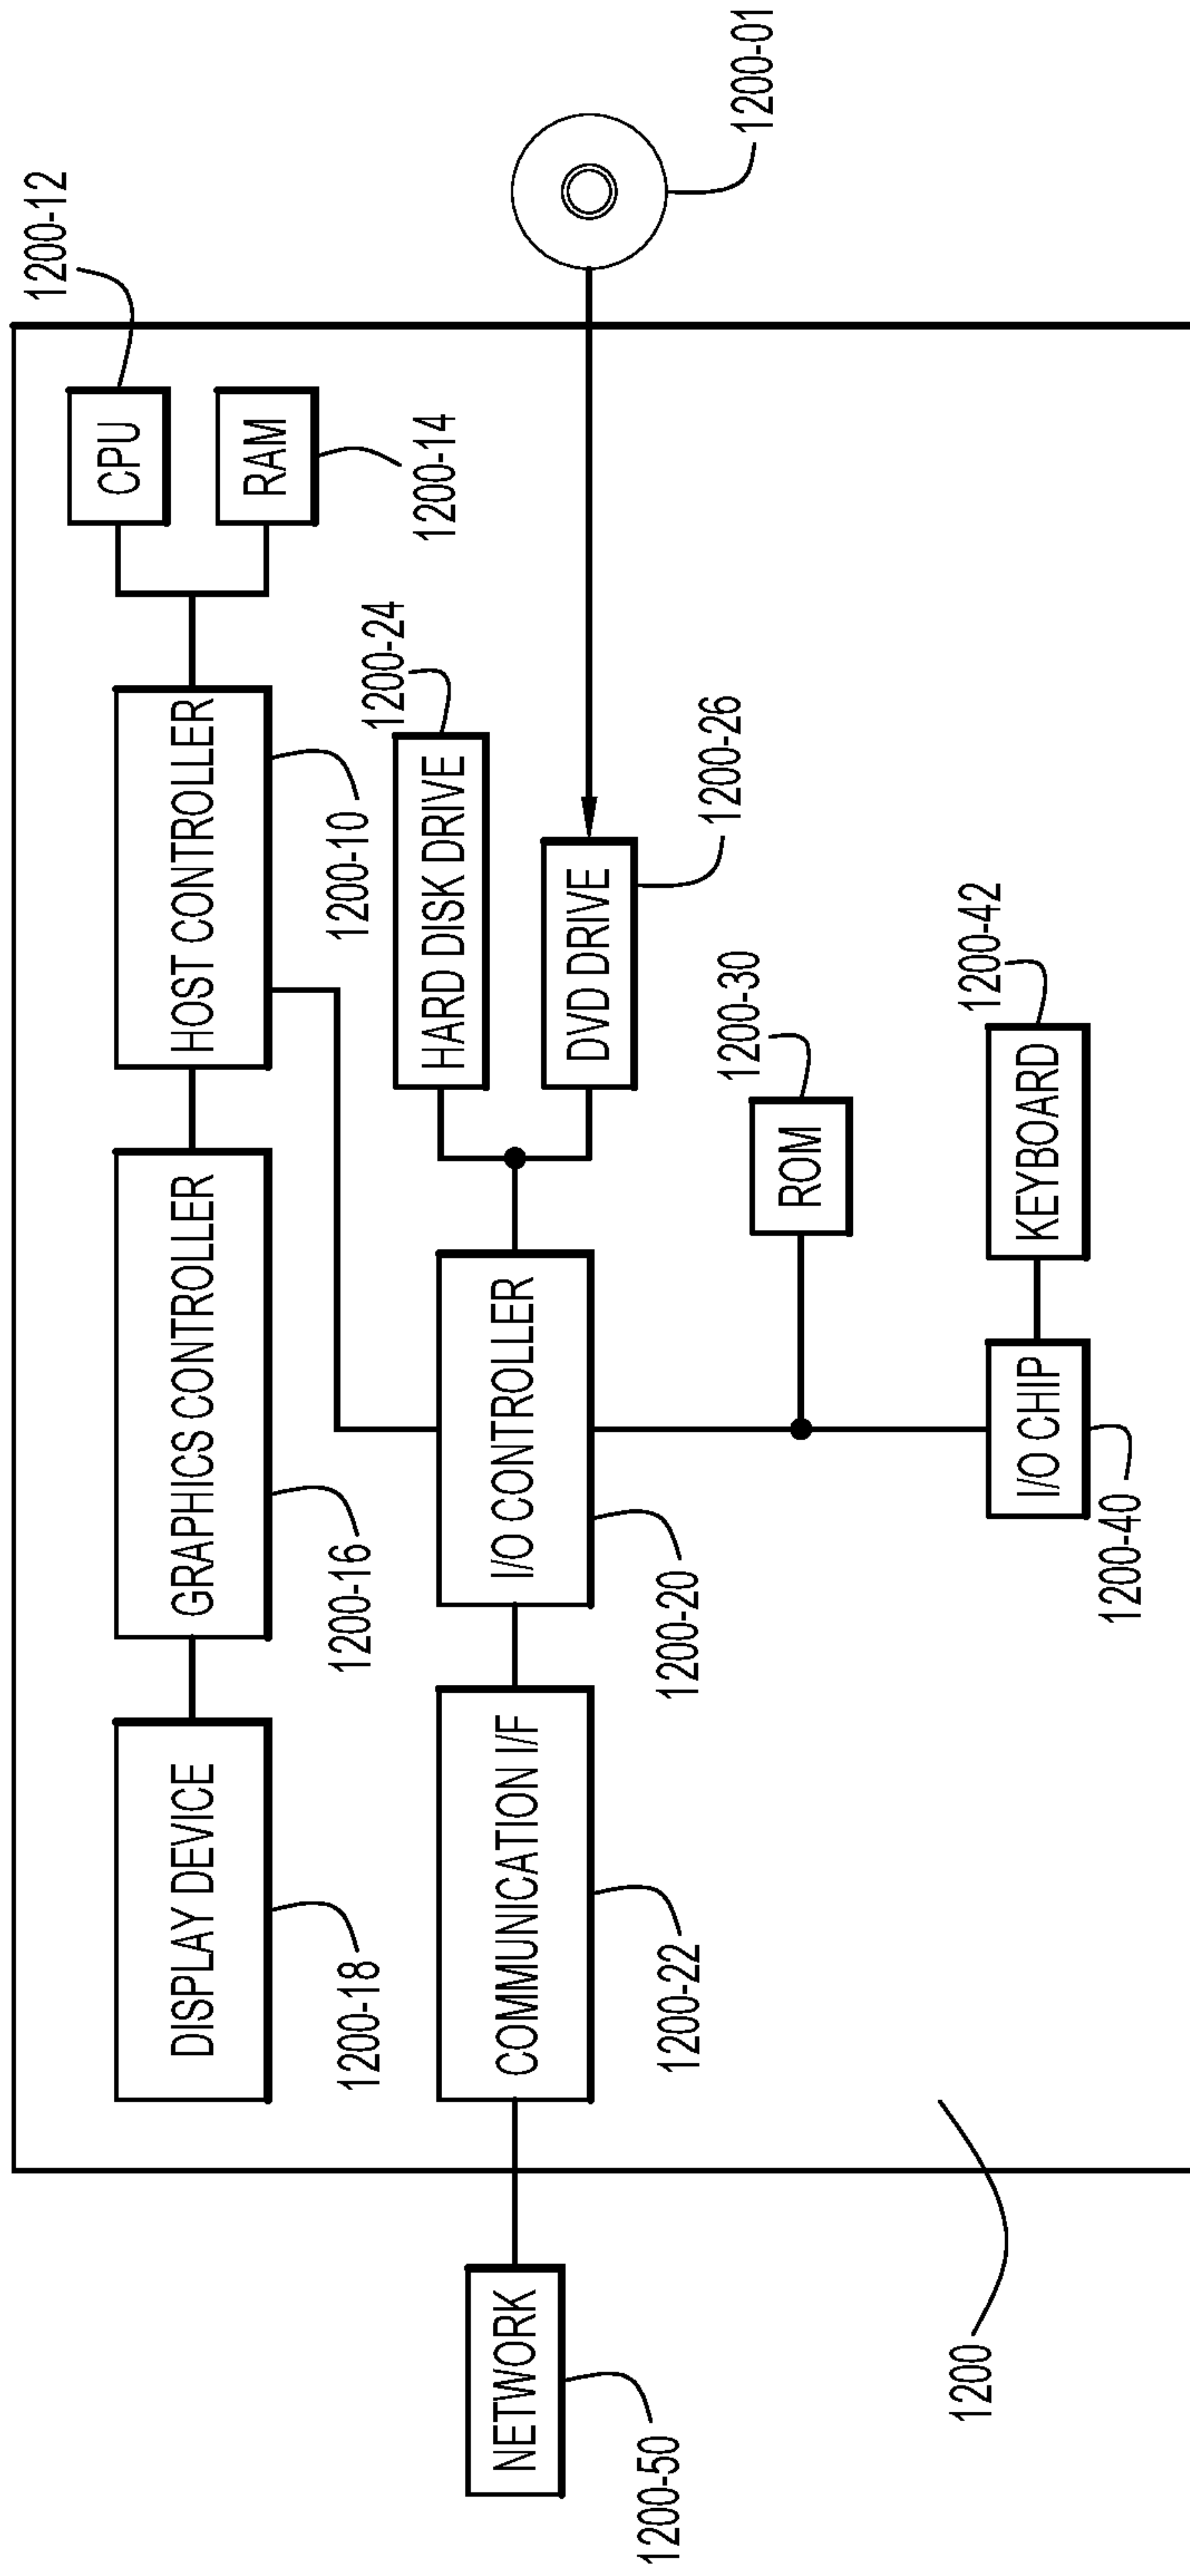 1200-12
CPU
RAM
1200-14
HOST CONTROLLER
1200-10
GRAPHICS CONTROLLER
1200-16
DISPLAY DEVICE
1200-18
1200-01
1200-24
HARD DISK DRIVE
DVD DRIVE
1200-26
I/O CONTROLLER
1200-20
COMMUNICATION I/F
1200-22
NETWORK
1200-50
1200-30
ROM
1200-42
KEYBOARD
I/O CHIP
1200-40
1200